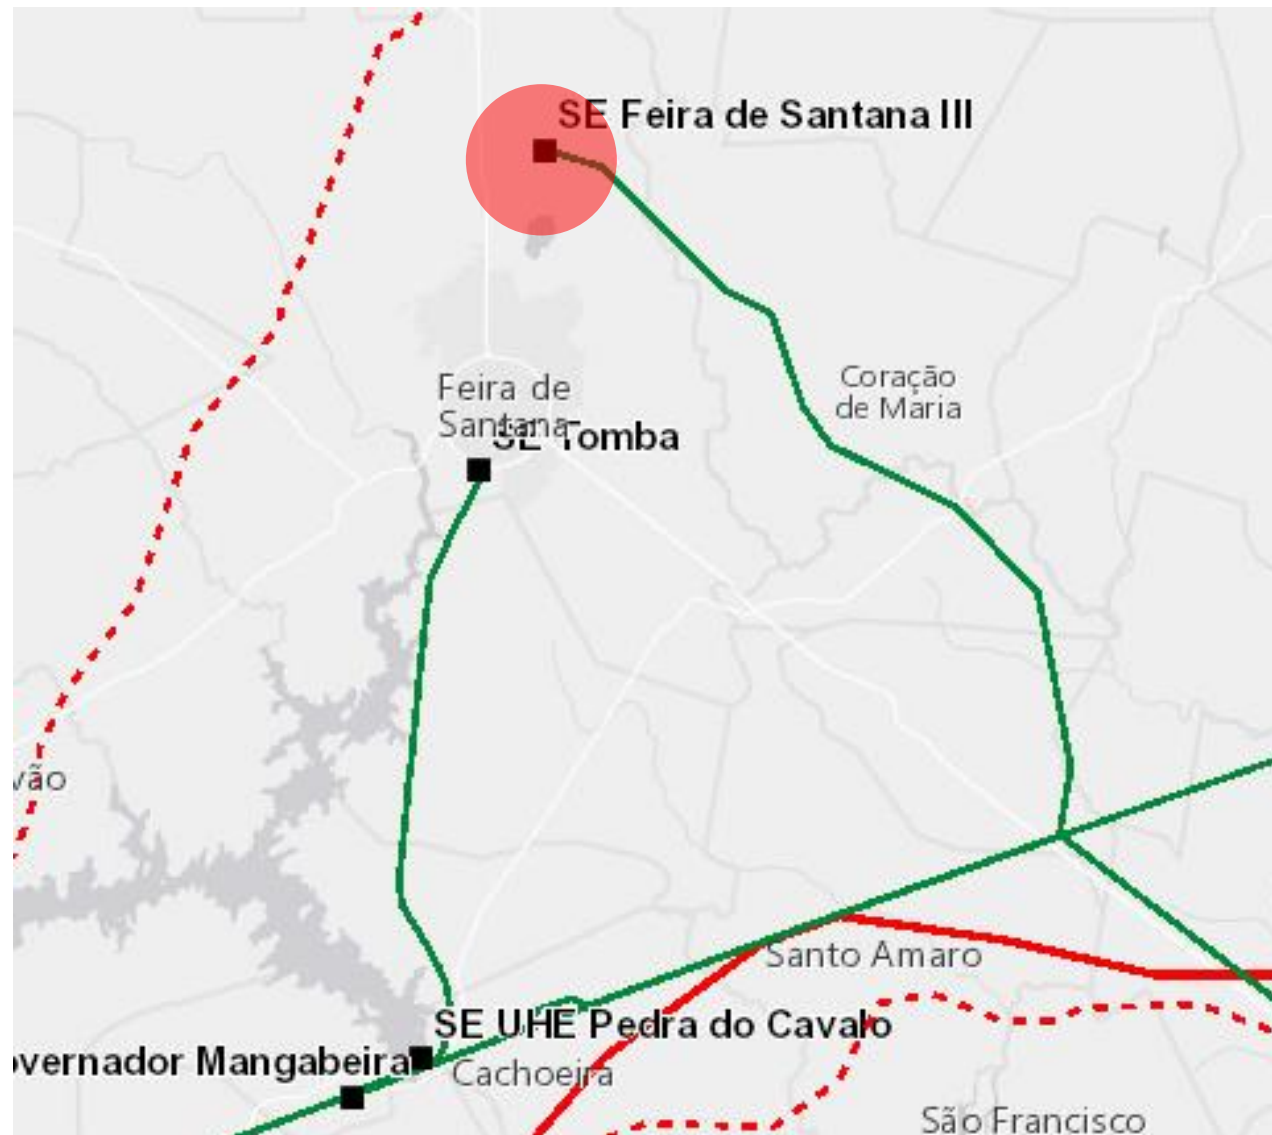 SE Feira de Santana III
Coração
de Maria
Feira de
Santana
SE Tomba
vão
Santo Amaro
SE UHE Pedra do Cavalo
overnador Mangabeira
Cachoeira
São Francisco